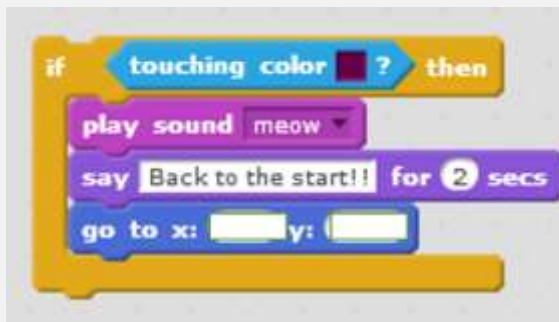 if touching color ? then
play sound meow
say Back to the start!! for 2 secs
go to x: y: